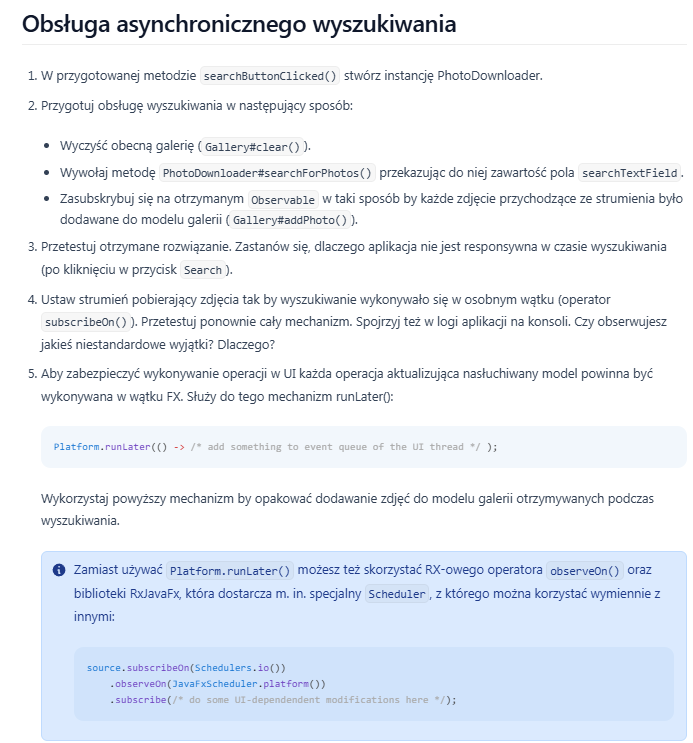 Obsługa asynchronicznego wyszukiwania
1. W przygotowanej metodzie searchButtonClicked() stwórz instancję PhotoDownloader.
2. Przygotuj obsługę wyszukiwania w następujący sposób:
• Wyczyść obecną galerię (Gallery#clear()).
• Wywołaj metodę PhotoDownloader#searchForPhotos() przekazując do niej zawartość pola searchTextField.
• Zasubskrybuj się na otrzymanym Observable w taki sposób by każde zdjęcie przychodzące ze strumienia było
dodawane do modelu galerii (Gallery#addPhoto()).
3. Przetestuj otrzymane rozwiązanie. Zastanów się, dlaczego aplikacja nie jest responsywna w czasie wyszukiwania
(po kliknięciu w przycisk Search).
4. Ustaw strumień pobierający zdjęcia tak by wyszukiwanie wykonywało się w osobnym wątku (operator
subscribeOn()). Przetestuj ponownie cały mechanizm. Spojrzyj też w logi aplikacji na konsoli. Czy obserwujesz
jakieś niestandardowe wyjątki? Dlaczego?
5. Aby zabezpieczyć wykonywanie operacji w UI każda operacja aktualizująca nasłuchiwany model powinna być
wykonywana w wątku FX. Służy do tego mechanizm runLater():
Platform.runLater(() -> /* add something to event queue of the UI thread */ );
Wykorzystaj powyższy mechanizm by opakować dodawanie zdjęć do modelu galerii otrzymywanych podczas
wyszukiwania.
Zamiast używać Platform.runLater() możesz też skorzystać RX-owego operatora observeOn() oraz
biblioteki RxJavaFx, która dostarcza m. in. specjalny Scheduler, z którego można korzystać wymiennie z
innymi:
source.subscribeOn(Schedulers.io())
.observeOn(JavaFxScheduler.platform())
.subscribe(/* do some UI-dependendent modifications here */);